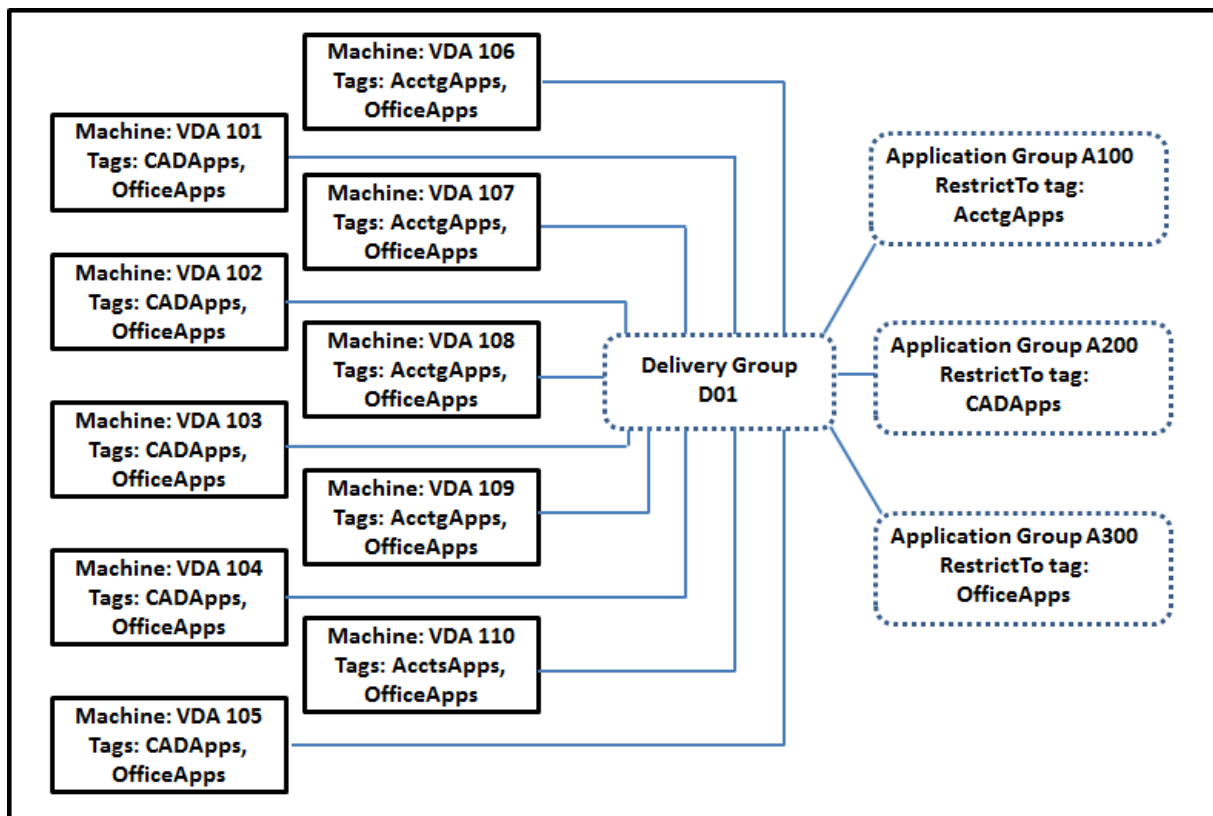 Machine: VDA 106
Tags: AcctgApps,
OfficeApps
Machine: VDA 101
Tags: CADApps,
OfficeApps
Machine: VDA 107
Tags: AcctgApps,
OfficeApps
Machine: VDA 102
Tags: CADApps,
OfficeApps
Machine: VDA 108
Tags: AcctgApps,
OfficeApps
Machine: VDA 103
Tags: CADApps,
OfficeApps
Machine: VDA 109
Tags: AcctgApps,
OfficeApps
Machine: VDA 104
Tags: CADApps,
OfficeApps
Machine: VDA 110
Tags: AcctsApps,
OfficeApps
Machine: VDA 105
Tags: CADApps,
OfficeApps
Delivery Group
D01
Application Group A100
RestrictTo tag:
AcctgApps
Application Group A200
RestrictTo tag:
CADApps
Application Group A300
RestrictTo tag:
OfficeApps